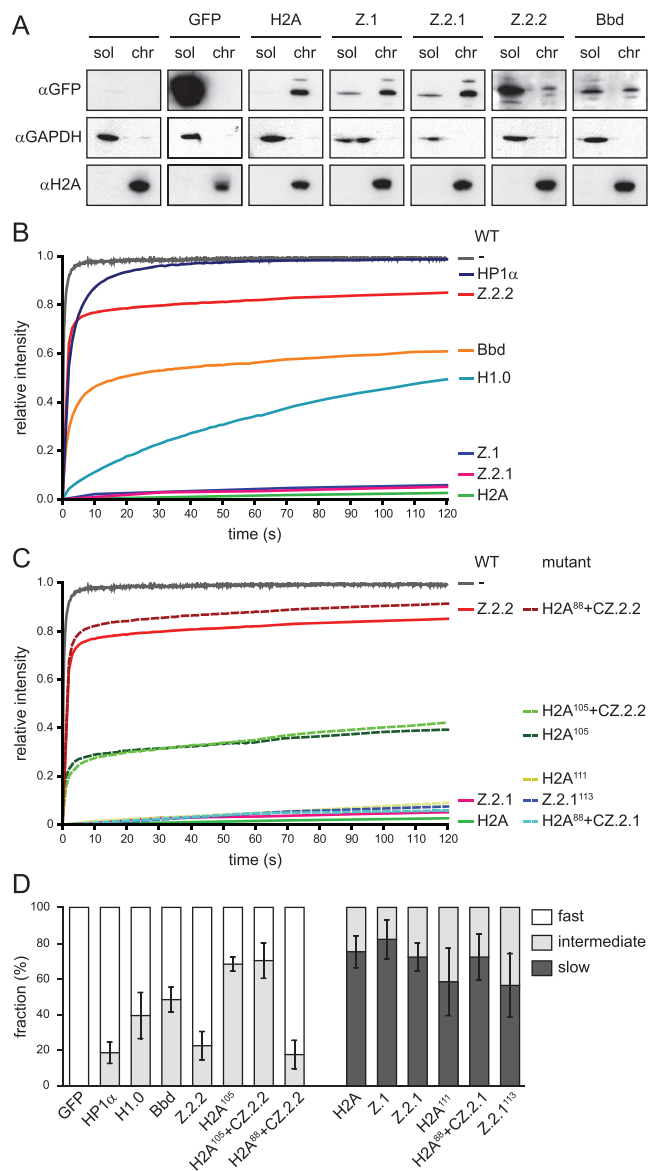 A
GFP H2A Z.1 Z.2.1 Z.2.2 Bbd
sol chr sol chr sol chr sol chr sol chr sol chr sol chr
αGFP
αGAPDH
αH2A
B
WT
1.0
0.8
0.6
0.4
0.2
0.0
relative intensity
0 10 20 30 40 50 60 70 80 90 100 110 120
time (s)
-
HP1α
Z.2.2
Bbd
H1.0
Z.1
Z.2.1
H2A
C
WT mutant
1.0
0.8
0.6
0.4
0.2
0
relative intensity
0 10 20 30 40 50 60 70 80 90 100 110 120
time (s)
-
Z.2.2 H2A⁸⁸+CZ.2.2
H2A¹⁰⁵+CZ.2.2
H2A¹⁰⁵
H2A¹¹¹
Z.2.1 Z.2.1¹¹³
H2A H2A⁸⁸+CZ.2.1
D
100
80
60
40
20
0
fraction (%)
fast
intermediate
slow
GFP HP1α H1.0 Bbd Z.2.2 H2A¹⁰⁵ H2A¹⁰⁵+CZ.2.2 H2A⁸⁸+CZ.2.2 H2A Z.1 Z.2.1 H2A¹¹¹ H2A⁸⁸+CZ.2.1 Z.2.1¹¹³